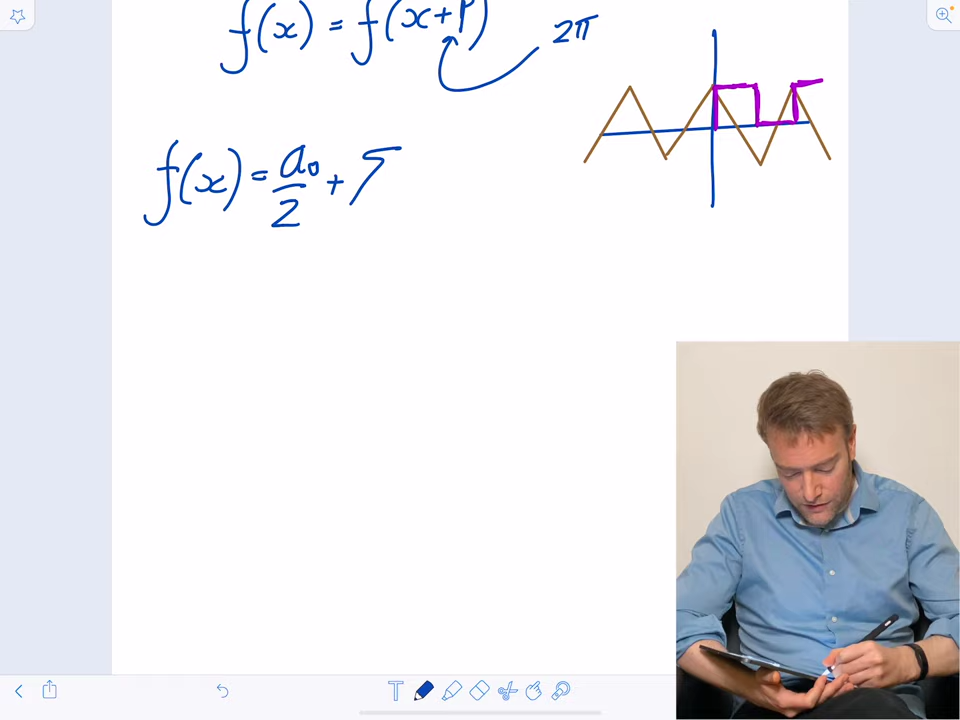 f(x) = f(x+P)
2π
f(x) = a₀/2 + Σ